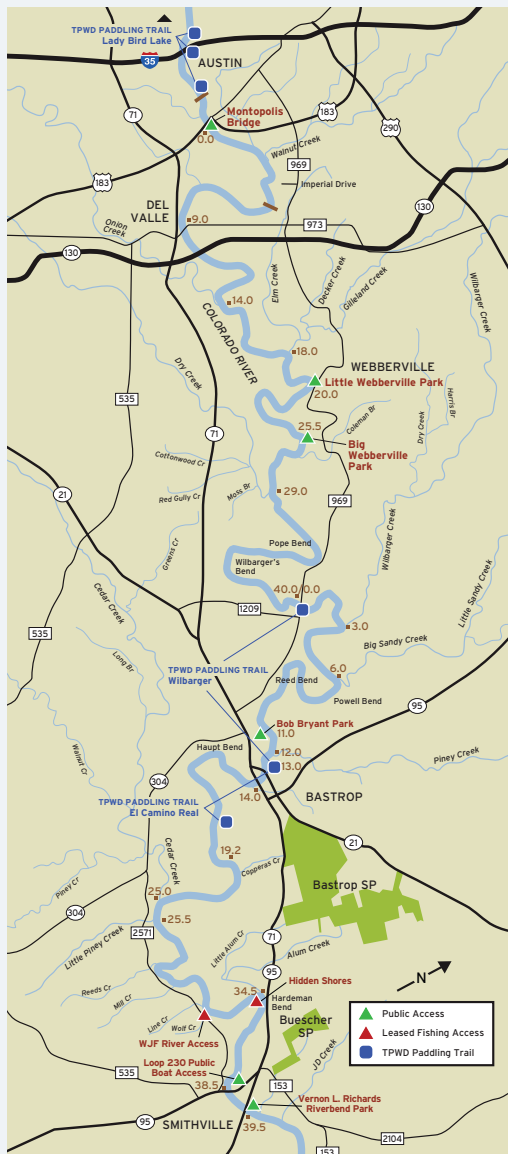 TPWD PADDLING TRAIL
Lady Bird Lake
35
AUSTIN
71
Montopolis
Bridge
183
290
0.0
Walnut Creek
969
183
Imperial Drive
DEL
VALLE
130
Onion
Creek
9.0
973
130
Elm Creek
Decker Creek
Gilleland Creek
Wilbarger Creek
14.0
COLORADO RIVER
18.0
WEBBERVILLE
Dry Creek
Little Webberville Park
20.0
535
Harris Br
25.5
Coleman Br
Dry Creek
71
Big
Webberville
Park
Cottonwood Cr
21
Red Gully Cr
Moss Br
29.0
969
Wilbarger Creek
Pope Bend
Greens Cr
Wilbarger's
Bend
Little Sandy Creek
Cedar Creek
40.0/0.0
1209
3.0
535
Big Sandy Creek
Long Br
TPWD PADDLING TRAIL
Wilbarger
6.0
Reed Bend
Powell Bend
95
Bob Bryant Park
11.0
Walnut Cr
Haupt Bend
12.0
13.0
Piney Creek
304
14.0
BASTROP
TPWD PADDLING TRAIL
El Camino Real
21
Cedar Creek
19.2
Copperas Cr
Bastrop SP
Piney Cr
25.0
304
25.5
2571
71
Little Piney Creek
Little Alum Cr
Alum Creek
95
N
Reeds Cr
34.5
Hidden Shores
Mill Cr
Hardeman
Bend
Line Cr
Buescher
SP
Public Access
Wolf Cr
Leased Fishing Access
WJF River Access
TPWD Paddling Trail
JD Creek
Loop 230 Public
Boat Access
535
38.5
153
Vernon L. Richards
Riverbend Park
95
39.5
SMITHVILLE
2104
153